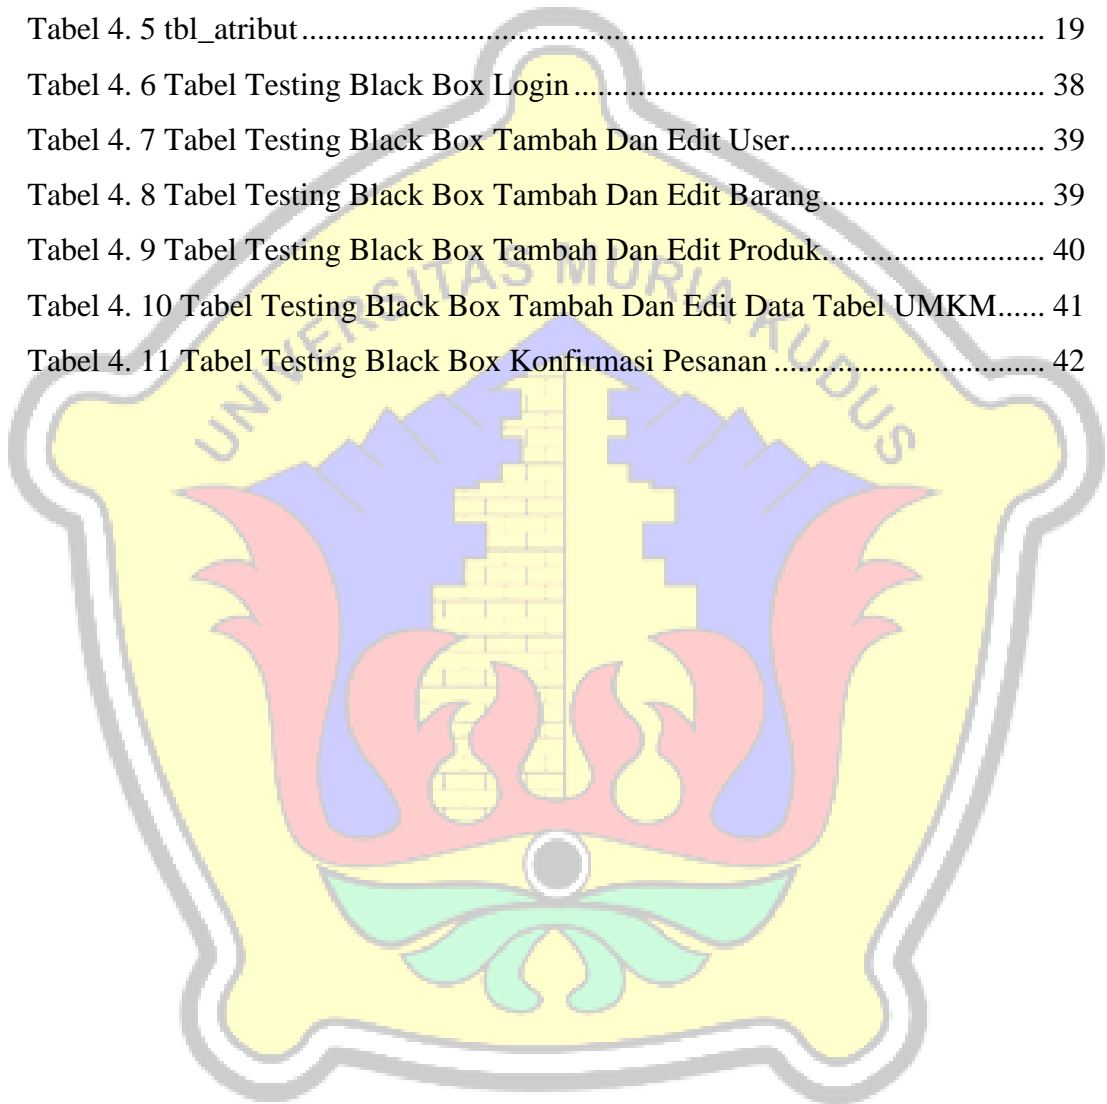 Tabel 4. 5 tbl_atribut............................................................................................. 19
Tabel 4. 6 Tabel Testing Black Box Login........................................................... 38
Tabel 4. 7 Tabel Testing Black Box Tambah Dan Edit User................................ 39
Tabel 4. 8 Tabel Testing Black Box Tambah Dan Edit Barang............................ 39
Tabel 4. 9 Tabel Testing Black Box Tambah Dan Edit Produk............................ 40
Tabel 4. 10 Tabel Testing Black Box Tambah Dan Edit Data Tabel UMKM...... 41
Tabel 4. 11 Tabel Testing Black Box Konfirmasi Pesanan.................................. 42
UNIVERSITAS MURIA KUDUS